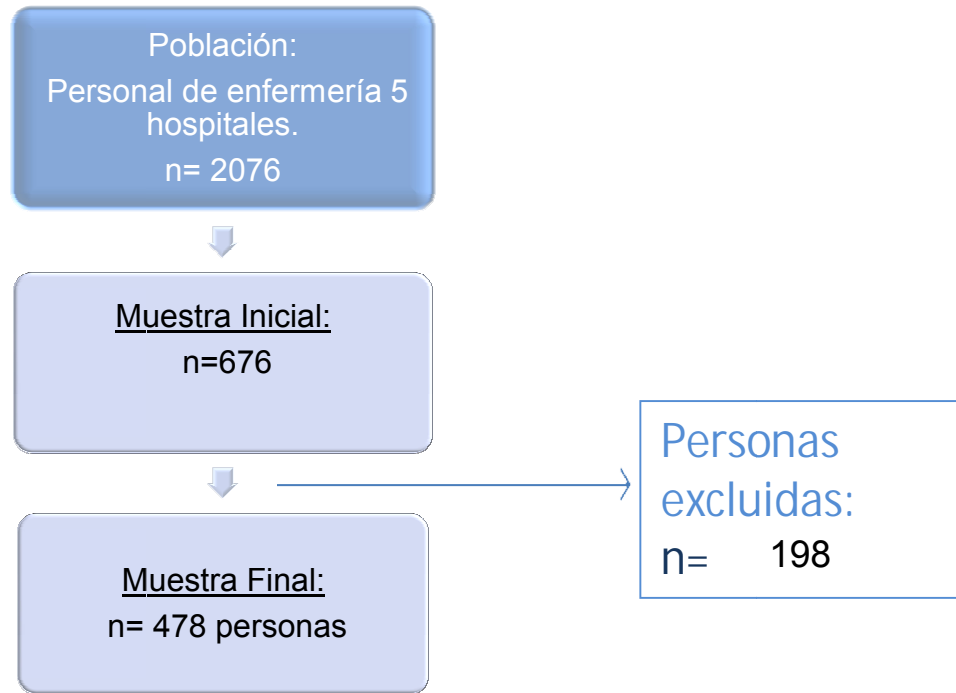 Población:
Personal de enfermería 5
hospitales.
n= 2076
Muestra Inicial:
n=676
Personas
excluidas:
n= 198
Muestra Final:
n= 478 personas